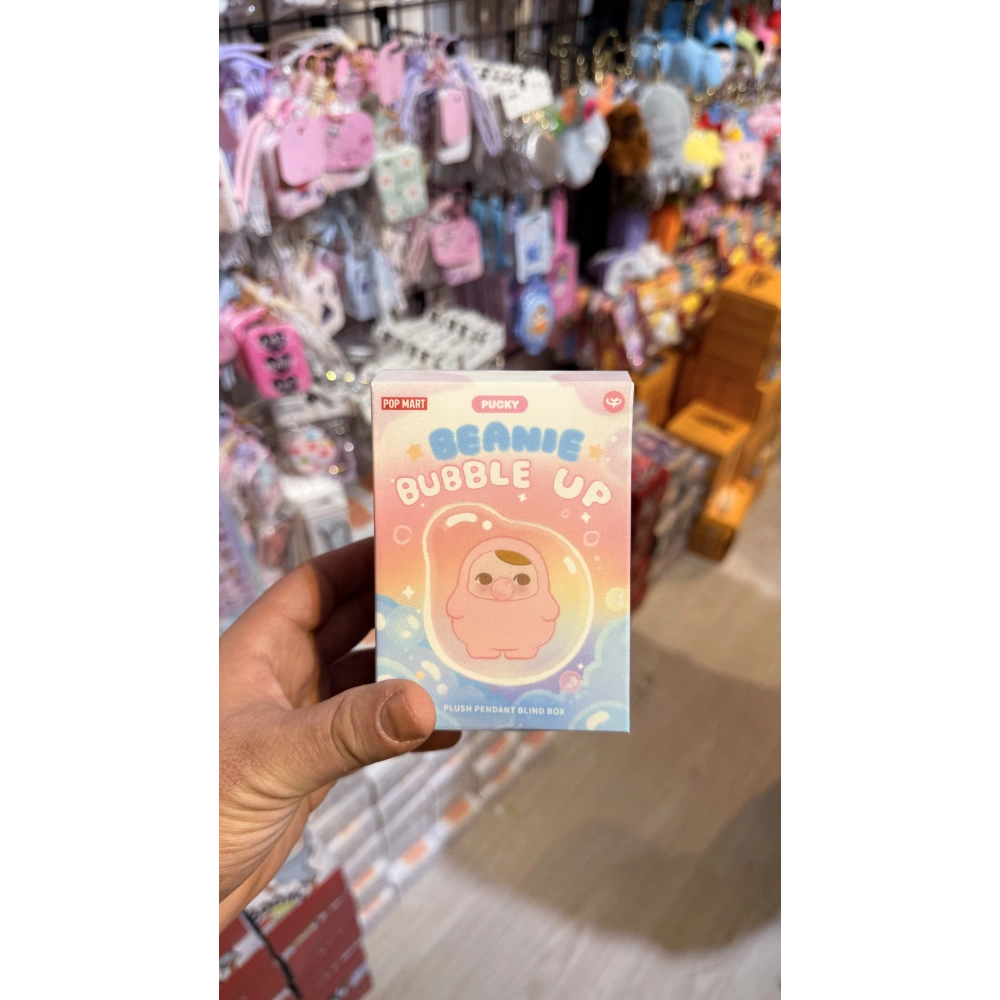 POP MART
PUCKY
BEANIE
BUBBLE UP
PLUSH PENDANT BLIND BOX